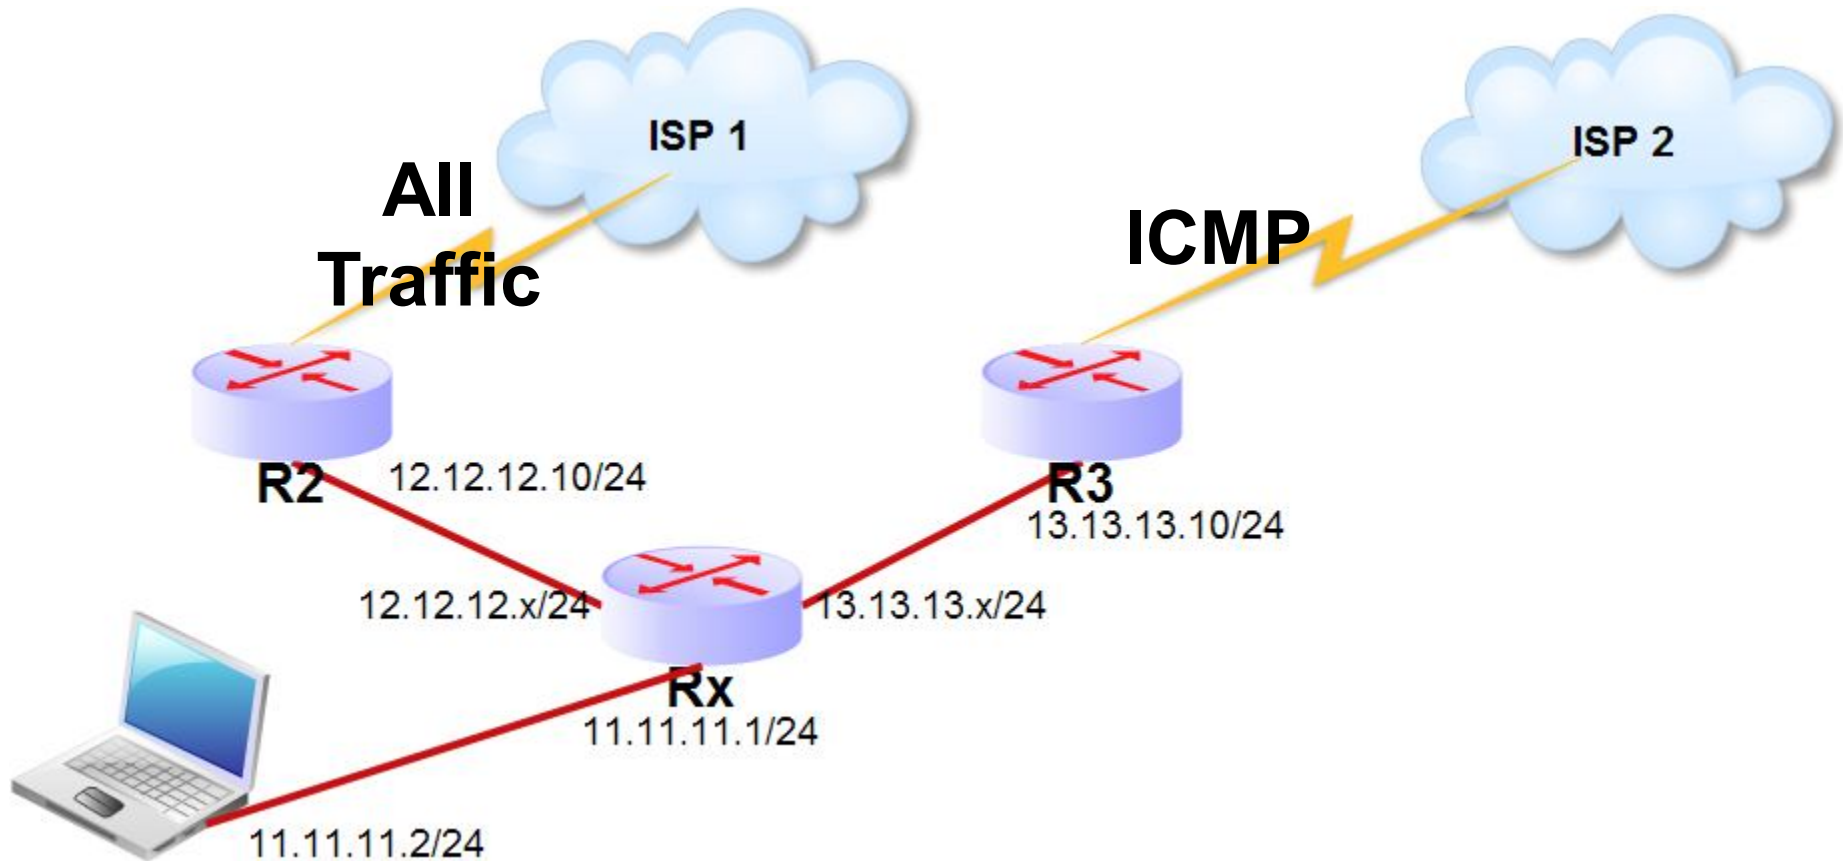 ISP 1
ISP 2
All
Traffic
ICMP
R2
12.12.12.10/24
R3
13.13.13.10/24
12.12.12.x/24
13.13.13.x/24
Rx
11.11.11.1/24
11.11.11.2/24